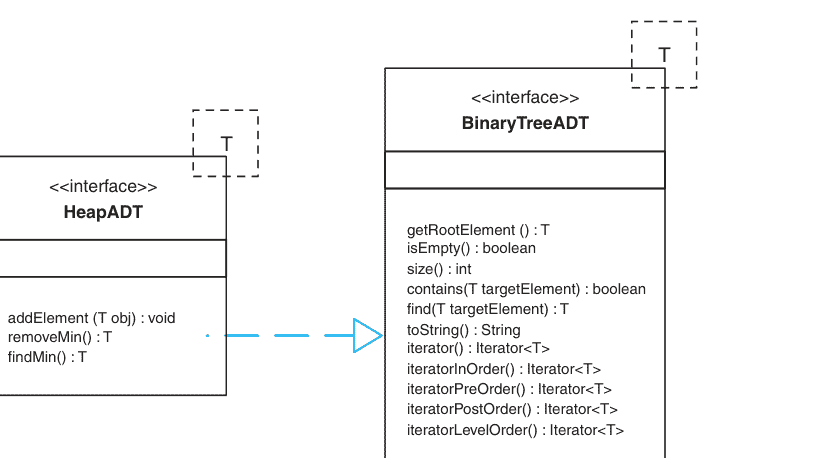 T
<<interface>>
HeapADT
addElement (T obj) : void
removeMin() : T
findMin() : T
T
<<interface>>
BinaryTreeADT
getRootElement () : T
isEmpty() : boolean
size() : int
contains(T targetElement) : boolean
find(T targetElement) : T
toString() : String
iterator() : Iterator<T>
iteratorInOrder() : Iterator<T>
iteratorPreOrder() : Iterator<T>
iteratorPostOrder() : Iterator<T>
iteratorLevelOrder() : Iterator<T>